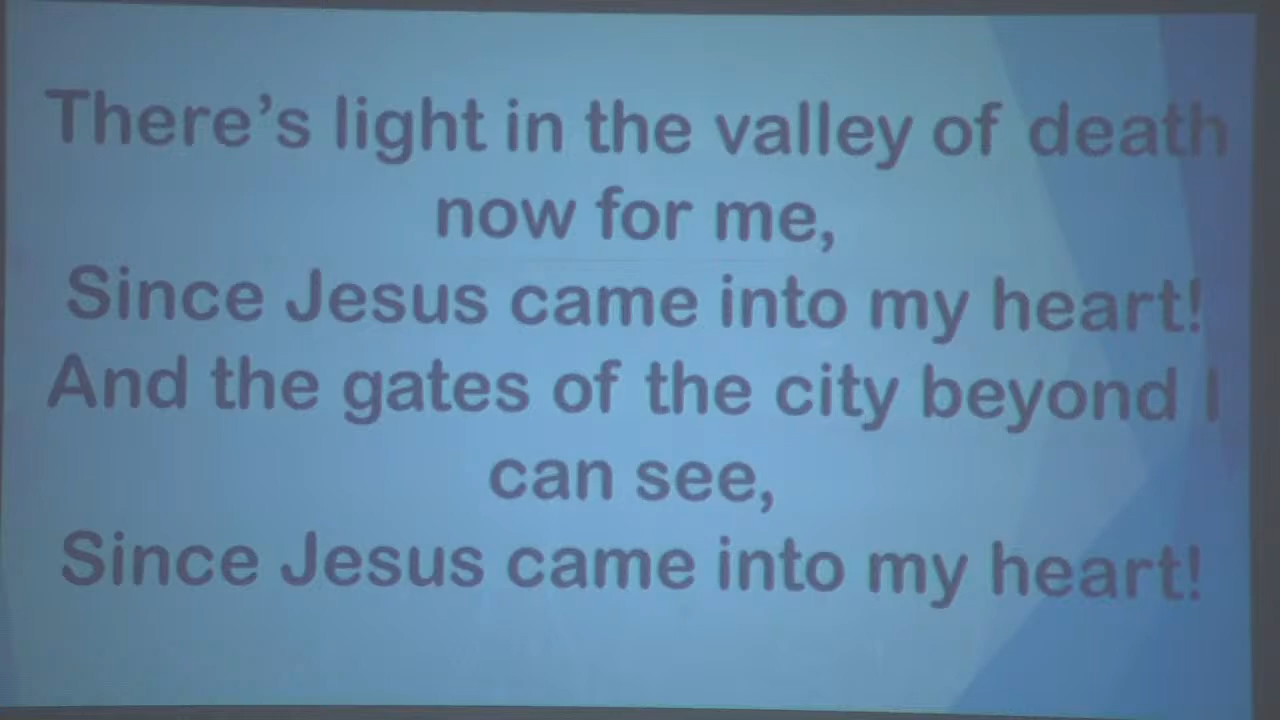 There's light in the valley of death
now for me,
Since Jesus came into my heart!
And the gates of the city beyond I
can see,
Since Jesus came into my heart!